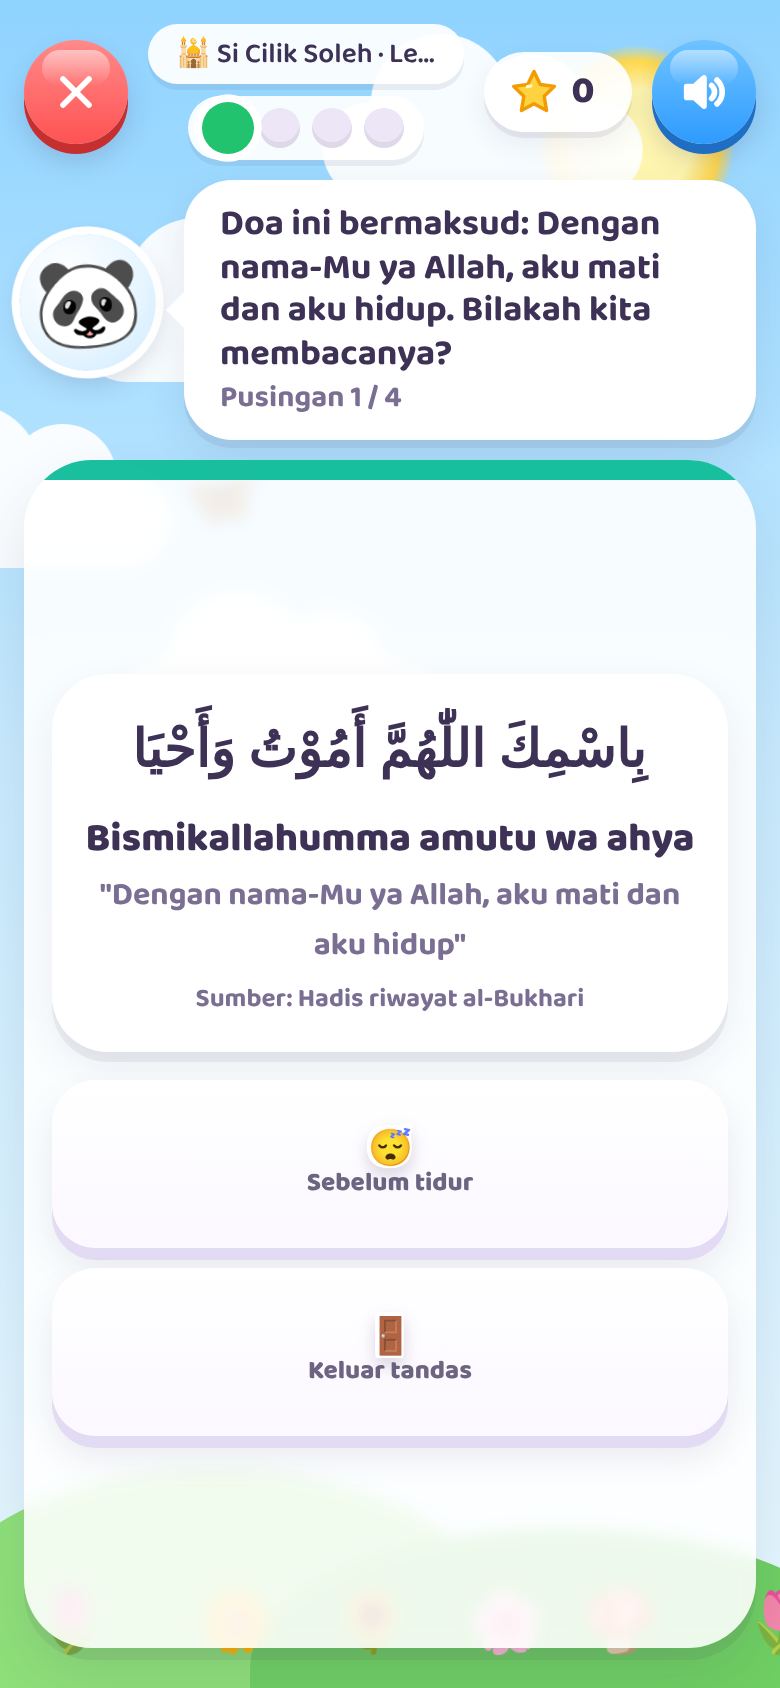 Si Cilik Soleh · Le...
0
Doa ini bermaksud: Dengan
nama-Mu ya Allah, aku mati
dan aku hidup. Bilakah kita
membacanya?
Pusingan 1 / 4
بِاسْمِكَ اللّٰهُمَّ أَمُوْتُ وَأَحْيَا
Bismikallahumma amutu wa ahya
"Dengan nama-Mu ya Allah, aku mati dan
aku hidup"
Sumber: Hadis riwayat al-Bukhari
Sebelum tidur
Keluar tandas